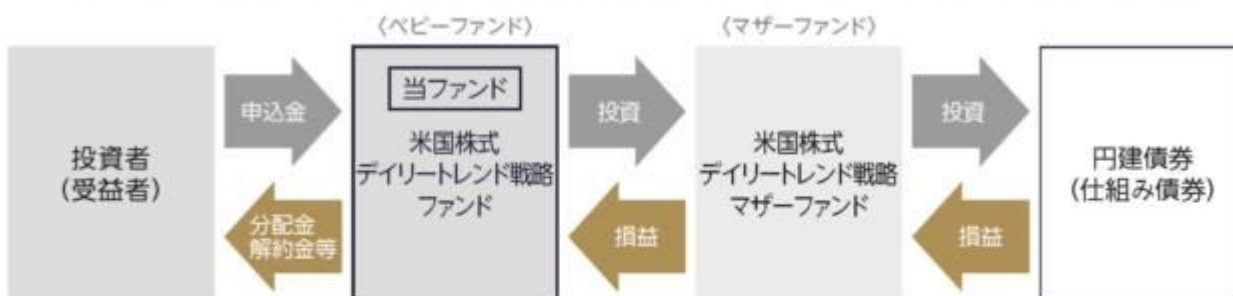 〈ベビーファンド〉
〈マザーファンド〉
投資者
(受益者)
申込金
分配金
解約金等
当ファンド
米国株式
デイリートレンド戦略
ファンド
投資
損益
米国株式
デイリートレンド戦略
マザーファンド
投資
損益
円建債券
(仕組み債券)